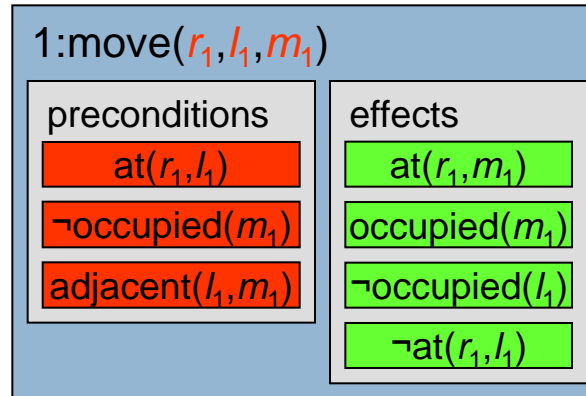 1:move(r₁,l₁,m₁)
preconditions
at(r₁,l₁)
¬occupied(m₁)
adjacent(l₁,m₁)
effects
at(r₁,m₁)
occupied(m₁)
¬occupied(l₁)
¬at(r₁,l₁)